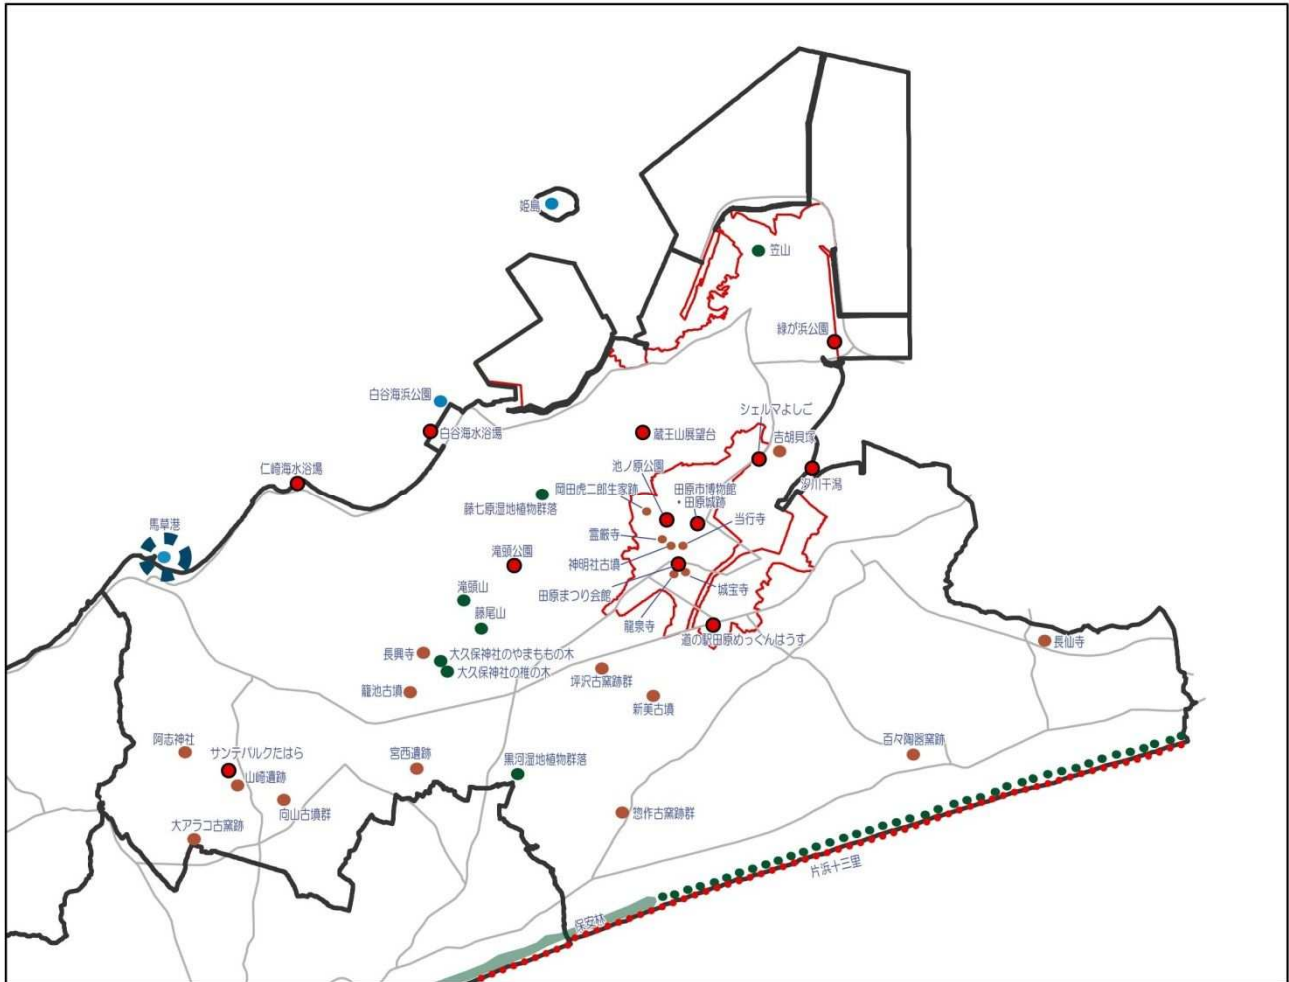 姫島
笠山
緑が浜公園
白谷海浜公園
シェルマよしご
白谷海水浴場
蔵王山展望台
吉胡貝塚
仁崎海水浴場
池ノ原公園
汐川干潟
岡田虎二郎生家跡
田原市博物館
・田原城跡
藤七原湿地植物群落
馬草港
当行寺
霊巌寺
滝頭公園
神明社古墳
滝頭山
田原まつり会館
城宝寺
藤尾山
龍泉寺
道の駅田原めっくんはうす
長仙寺
長興寺
大久保神社のやまももの木
大久保神社の椎の木
坪沢古窯跡群
籠池古墳
新美古墳
阿志神社
サンテパルクたはら
宮西遺跡
黒河湿地植物群落
百々陶器窯跡
山崎遺跡
向山古墳群
惣作古窯跡群
大アラコ古窯跡
片浜十三里
保安林